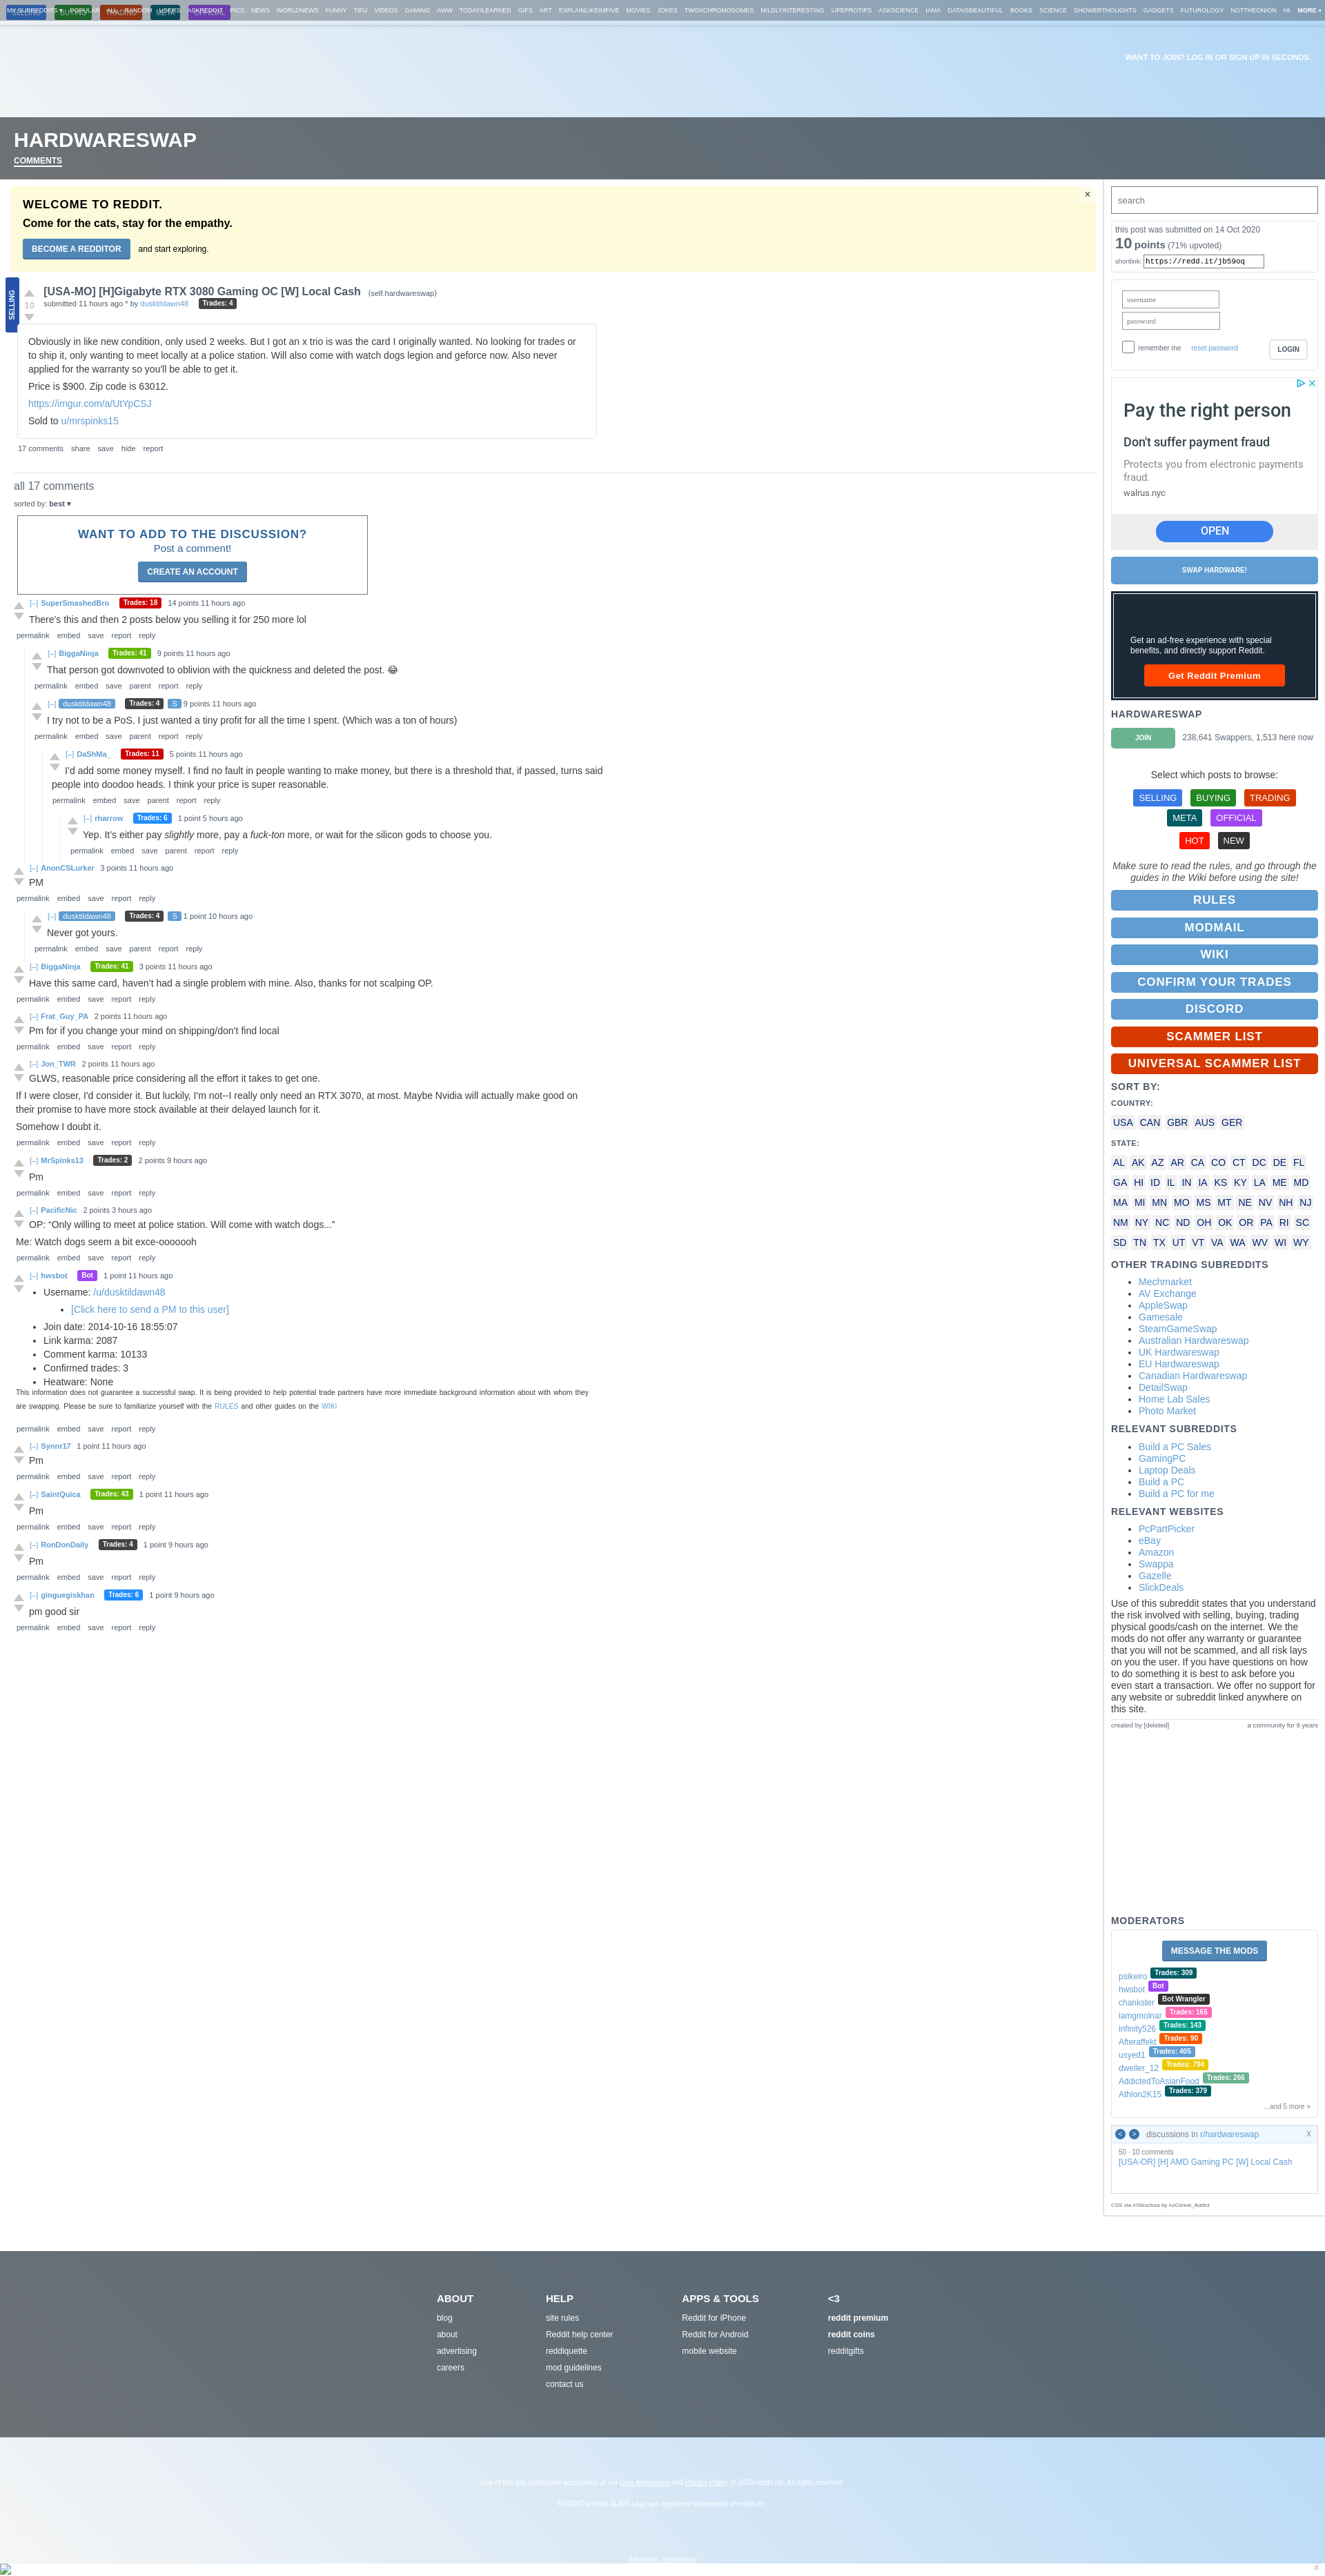 MY SUBREDDITS ▾ POPULAR ALL RANDOM USERS ASKREDDIT PICS NEWS WORLDNEWS FUNNY TIFU VIDEOS GAMING AWW TODAYILEARNED GIFS ART EXPLAINLIKEIMFIVE MOVIES JOKES TWOXCHROMOSOMES MILDLYINTERESTING LIFEPROTIPS ASKSCIENCE IAMA DATAISBEAUTIFUL BOOKS SCIENCE SHOWERTHOUGHTS GADGETS FUTUROLOGY NOTTHEONION HI MORE »
SELLING BUYING TRADING META OFFICIAL
WANT TO JOIN? LOG IN OR SIGN UP IN SECONDS.
HARDWARESWAP
COMMENTS
WELCOME TO REDDIT.
Come for the cats, stay for the empathy.
BECOME A REDDITOR and start exploring.
×
SELLING
10
[USA-MO] [H]Gigabyte RTX 3080 Gaming OC [W] Local Cash (self.hardwareswap)
submitted 11 hours ago * by dusktildawn48 Trades: 4
Obviously in like new condition, only used 2 weeks. But I got an x trio is was the card I originally wanted. No looking for trades or
to ship it, only wanting to meet locally at a police station. Will also come with watch dogs legion and geforce now. Also never
applied for the warranty so you'll be able to get it.
Price is $900. Zip code is 63012.
https://imgur.com/a/UtYpCSJ
Sold to u/mrspinks15
17 comments share save hide report
all 17 comments
sorted by: best ▾
WANT TO ADD TO THE DISCUSSION?
Post a comment!
CREATE AN ACCOUNT
[–] SuperSmashedBro Trades: 18 14 points 11 hours ago
There's this and then 2 posts below you selling it for 250 more lol
permalink embed save report reply
[–] BiggaNinja Trades: 41 9 points 11 hours ago
That person got downvoted to oblivion with the quickness and deleted the post. 😂
permalink embed save parent report reply
[–] dusktildawn48 Trades: 4 S 9 points 11 hours ago
I try not to be a PoS. I just wanted a tiny profit for all the time I spent. (Which was a ton of hours)
permalink embed save parent report reply
[–] DaShMa_ Trades: 11 5 points 11 hours ago
I'd add some money myself. I find no fault in people wanting to make money, but there is a threshold that, if passed, turns said
people into doodoo heads. I think your price is super reasonable.
permalink embed save parent report reply
[–] rharrow Trades: 6 1 point 5 hours ago
Yep. It's either pay slightly more, pay a fuck-ton more, or wait for the silicon gods to choose you.
permalink embed save parent report reply
[–] AnonCSLurker 3 points 11 hours ago
PM
permalink embed save report reply
[–] dusktildawn48 Trades: 4 S 1 point 10 hours ago
Never got yours.
permalink embed save parent report reply
[–] BiggaNinja Trades: 41 3 points 11 hours ago
Have this same card, haven't had a single problem with mine. Also, thanks for not scalping OP.
permalink embed save report reply
[–] Frat_Guy_PA 2 points 11 hours ago
Pm for if you change your mind on shipping/don't find local
permalink embed save report reply
[–] Jon_TWR 2 points 11 hours ago
GLWS, reasonable price considering all the effort it takes to get one.
If I were closer, I'd consider it. But luckily, I'm not--I really only need an RTX 3070, at most. Maybe Nvidia will actually make good on
their promise to have more stock available at their delayed launch for it.
Somehow I doubt it.
permalink embed save report reply
[–] MrSpinks13 Trades: 2 2 points 9 hours ago
Pm
permalink embed save report reply
[–] PacificNic 2 points 3 hours ago
OP: “Only willing to meet at police station. Will come with watch dogs...”
Me: Watch dogs seem a bit exce-ooooooh
permalink embed save report reply
[–] hwsbot Bot 1 point 11 hours ago
• Username: /u/dusktildawn48
• [Click here to send a PM to this user]
• Join date: 2014-10-16 18:55:07
• Link karma: 2087
• Comment karma: 10133
• Confirmed trades: 3
• Heatware: None
This information does not guarantee a successful swap. It is being provided to help potential trade partners have more immediate background information about with whom they
are swapping. Please be sure to familiarize yourself with the RULES and other guides on the WIKI
permalink embed save report reply
[–] Synnr17 1 point 11 hours ago
Pm
permalink embed save report reply
[–] SaintQuica Trades: 43 1 point 11 hours ago
Pm
permalink embed save report reply
[–] RonDonDaily Trades: 4 1 point 9 hours ago
Pm
permalink embed save report reply
[–] ginguegiskhan Trades: 6 1 point 9 hours ago
pm good sir
permalink embed save report reply
search
this post was submitted on 14 Oct 2020
10 points (71% upvoted)
shortlink: https://redd.it/jb59oq
username
password
remember me reset password LOGIN
Pay the right person
Don't suffer payment fraud
Protects you from electronic payments
fraud.
walrus.nyc
OPEN
SWAP HARDWARE!
Get an ad-free experience with special
benefits, and directly support Reddit.
Get Reddit Premium
HARDWARESWAP
JOIN 238,641 Swappers, 1,513 here now
Select which posts to browse:
SELLING BUYING TRADING
META OFFICIAL
HOT NEW
Make sure to read the rules, and go through the
guides in the Wiki before using the site!
RULES
MODMAIL
WIKI
CONFIRM YOUR TRADES
DISCORD
SCAMMER LIST
UNIVERSAL SCAMMER LIST
SORT BY:
COUNTRY:
USA CAN GBR AUS GER
STATE:
AL AK AZ AR CA CO CT DC DE FL
GA HI ID IL IN IA KS KY LA ME MD
MA MI MN MO MS MT NE NV NH NJ
NM NY NC ND OH OK OR PA RI SC
SD TN TX UT VT VA WA WV WI WY
OTHER TRADING SUBREDDITS
• Mechmarket
• AV Exchange
• AppleSwap
• Gamesale
• SteamGameSwap
• Australian Hardwareswap
• UK Hardwareswap
• EU Hardwareswap
• Canadian Hardwareswap
• DetailSwap
• Home Lab Sales
• Photo Market
RELEVANT SUBREDDITS
• Build a PC Sales
• GamingPC
• Laptop Deals
• Build a PC
• Build a PC for me
RELEVANT WEBSITES
• PcPartPicker
• eBay
• Amazon
• Swappa
• Gazelle
• SlickDeals
Use of this subreddit states that you understand
the risk involved with selling, buying, trading
physical goods/cash on the internet. We the
mods do not offer any warranty or guarantee
that you will not be scammed, and all risk lays
on you the user. If you have questions on how
to do something it is best to ask before you
even start a transaction. We offer no support for
any website or subreddit linked anywhere on
this site.
created by [deleted] a community for 9 years
MODERATORS
MESSAGE THE MODS
psikeiro Trades: 309
hwsbot Bot
chankster Bot Wrangler
iamgmolnar Trades: 165
infinity526 Trades: 143
Afteraffekt Trades: 90
usyed1 Trades: 405
dweller_12 Trades: 794
AddictedToAsianFood Trades: 266
Athlon2K15 Trades: 379
...and 5 more »
< > discussions in r/hardwareswap X
50 · 10 comments
[USA-OR] [H] AMD Gaming PC [W] Local Cash
CSS via /r/Structura by /u/Cereal_Addict
ABOUT
blog
about
advertising
careers
HELP
site rules
Reddit help center
reddiquette
mod guidelines
contact us
APPS & TOOLS
Reddit for iPhone
Reddit for Android
mobile website
<3
reddit premium
reddit coins
redditgifts
Use of this site constitutes acceptance of our User Agreement and Privacy Policy. © 2020 reddit inc. All rights reserved.
REDDIT and the ALIEN Logo are registered trademarks of reddit inc.
Advertise - technology
π